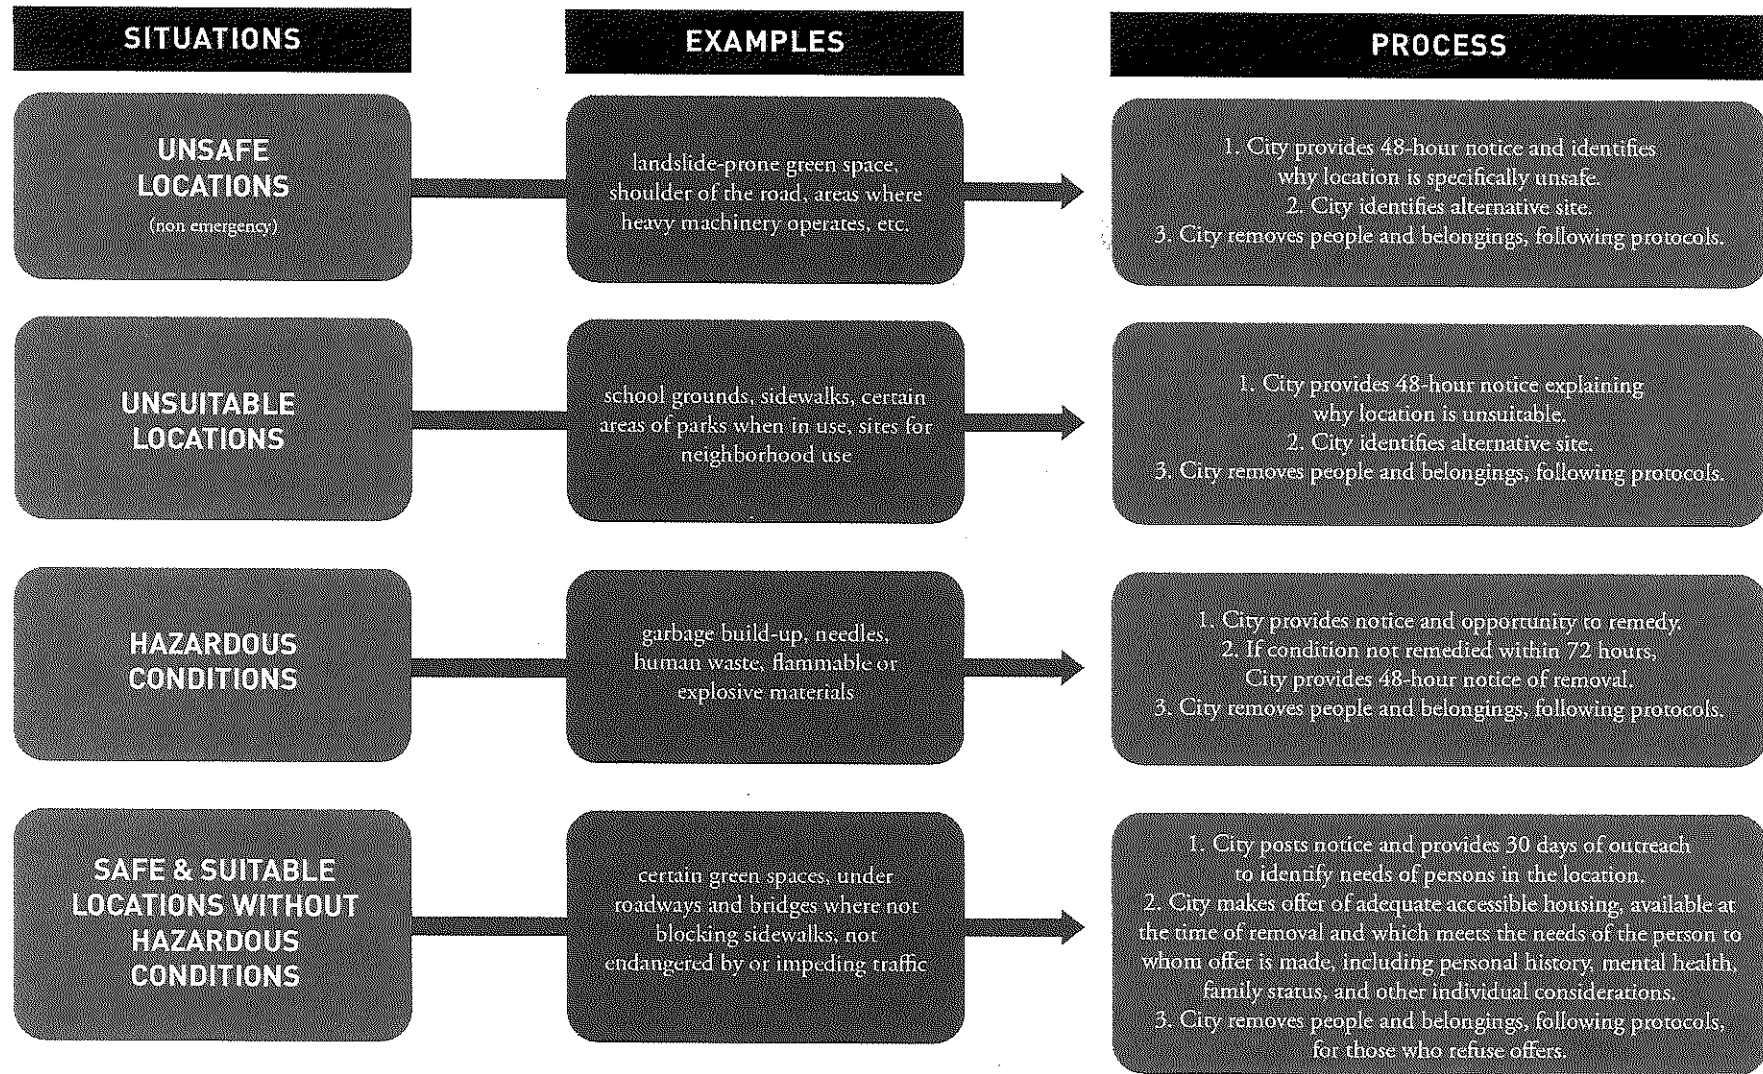 SITUATIONS
EXAMPLES
PROCESS
UNSAFE
LOCATIONS
(non emergency)
landslide-prone green space,
shoulder of the road, areas where
heavy machinery operates, etc.
1. City provides 48-hour notice and identifies
why location is specifically unsafe.
2. City identifies alternative site.
3. City removes people and belongings, following protocols.
UNSUITABLE
LOCATIONS
school grounds, sidewalks, certain
areas of parks when in use, sites for
neighborhood use
1. City provides 48-hour notice explaining
why location is unsuitable.
2. City identifies alternative site.
3. City removes people and belongings, following protocols.
HAZARDOUS
CONDITIONS
garbage build-up, needles,
human waste, flammable or
explosive materials
1. City provides notice and opportunity to remedy.
2. If condition not remedied within 72 hours,
City provides 48-hour notice of removal.
3. City removes people and belongings, following protocols.
SAFE & SUITABLE
LOCATIONS WITHOUT
HAZARDOUS
CONDITIONS
certain green spaces, under
roadways and bridges where not
blocking sidewalks, not
endangered by or impeding traffic
1. City posts notice and provides 30 days of outreach
to identify needs of persons in the location.
2. City makes offer of adequate accessible housing, available at
the time of removal and which meets the needs of the person to
whom offer is made, including personal history, mental health,
family status, and other individual considerations.
3. City removes people and belongings, following protocols,
for those who refuse offers.